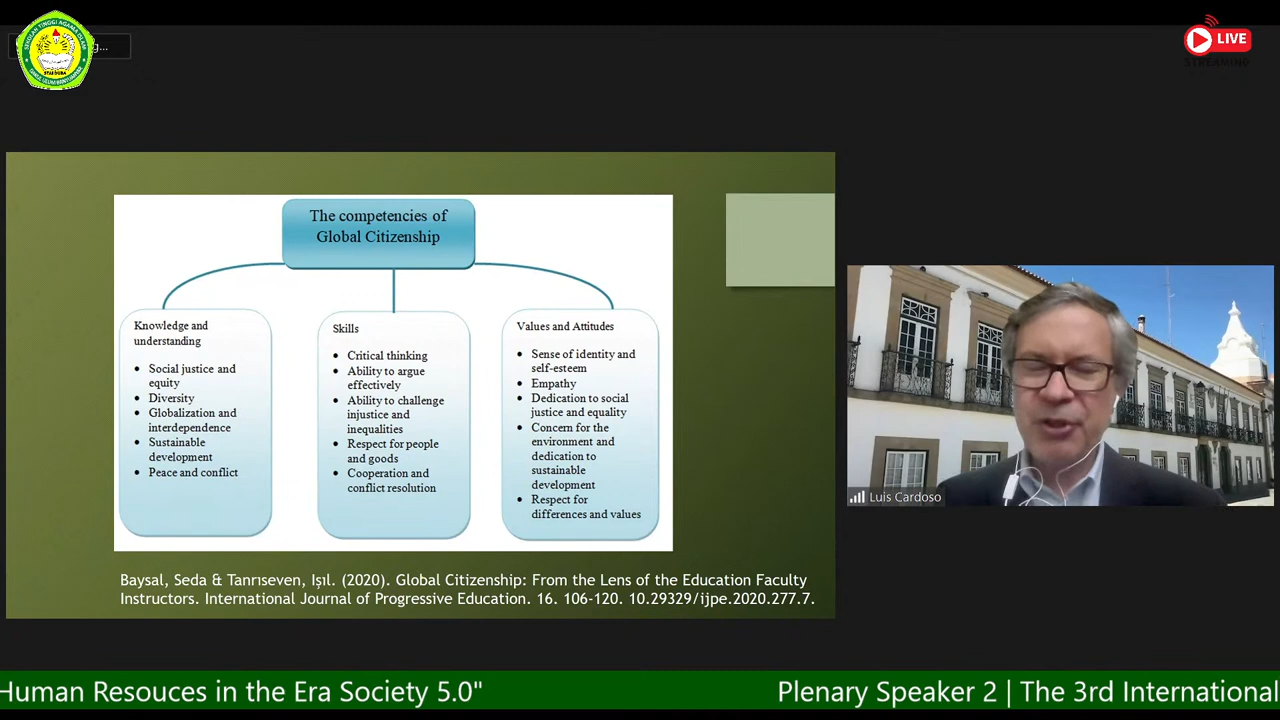 g...
LIVE
STREAMING
The competencies of
Global Citizenship
Knowledge and
understanding
• Social justice and
equity
• Diversity
• Globalization and
interdependence
• Sustainable
development
• Peace and conflict
Skills
• Critical thinking
• Ability to argue
effectively
• Ability to challenge
injustice and
inequalities
• Respect for people
and goods
• Cooperation and
conflict resolution
Values and Attitudes
• Sense of identity and
self-esteem
• Empathy
• Dedication to social
justice and equality
• Concern for the
environment and
dedication to
sustainable
development
• Respect for
differences and values
Baysal, Seda & Tanrıseven, Işıl. (2020). Global Citizenship: From the Lens of the Education Faculty
Instructors. International Journal of Progressive Education. 16. 106-120. 10.29329/ijpe.2020.277.7.
Luis Cardoso
Human Resouces in the Era Society 5.0" Plenary Speaker 2 | The 3rd International